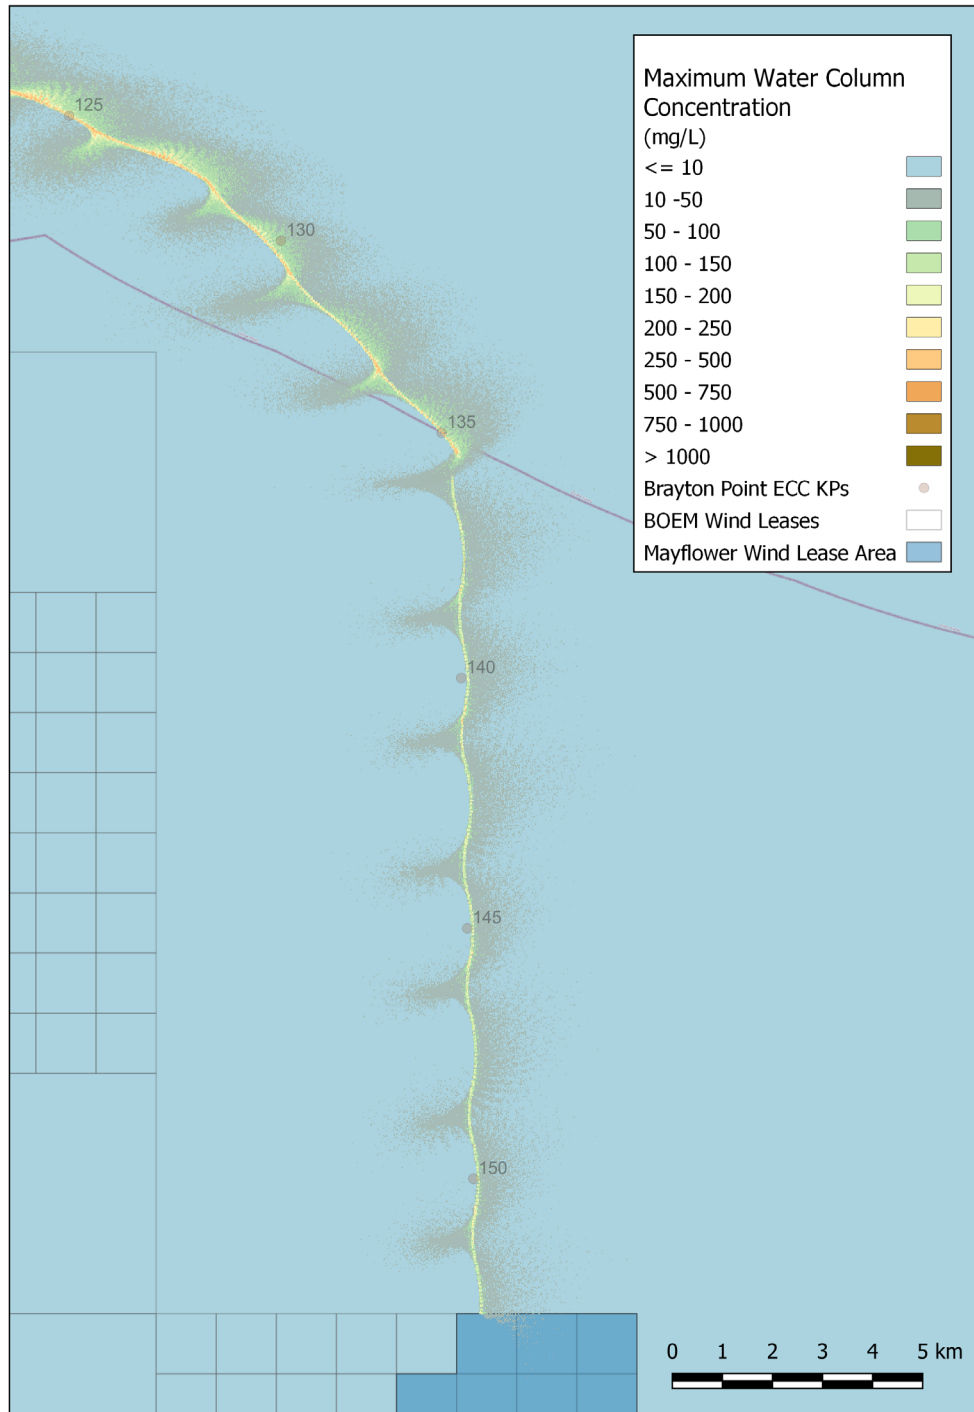 Maximum Water Column
Concentration
(mg/L)
<= 10
10 -50
50 - 100
100 - 150
150 - 200
200 - 250
250 - 500
500 - 750
750 - 1000
> 1000
Brayton Point ECC KPs
BOEM Wind Leases
Mayflower Wind Lease Area
125
130
135
140
145
150
0 1 2 3 4 5 km